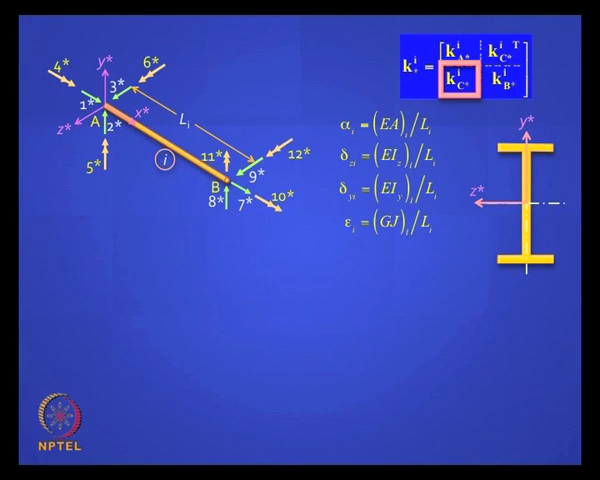 k^i_* = [ k^i_A* k^i_C*^T
k^i_C* k^i_B* ]
4* y* 6*
1* 3*
z* A 2* x* L_i
5* i 11* 12*
B 9*
8* 7* 10*
α_i = (EA)_i / L_i
δ_zi = (EI_z)_i / L_i
δ_yi = (EI_y)_i / L_i
ε_i = (GJ)_i / L_i
y*
z*
NPTEL